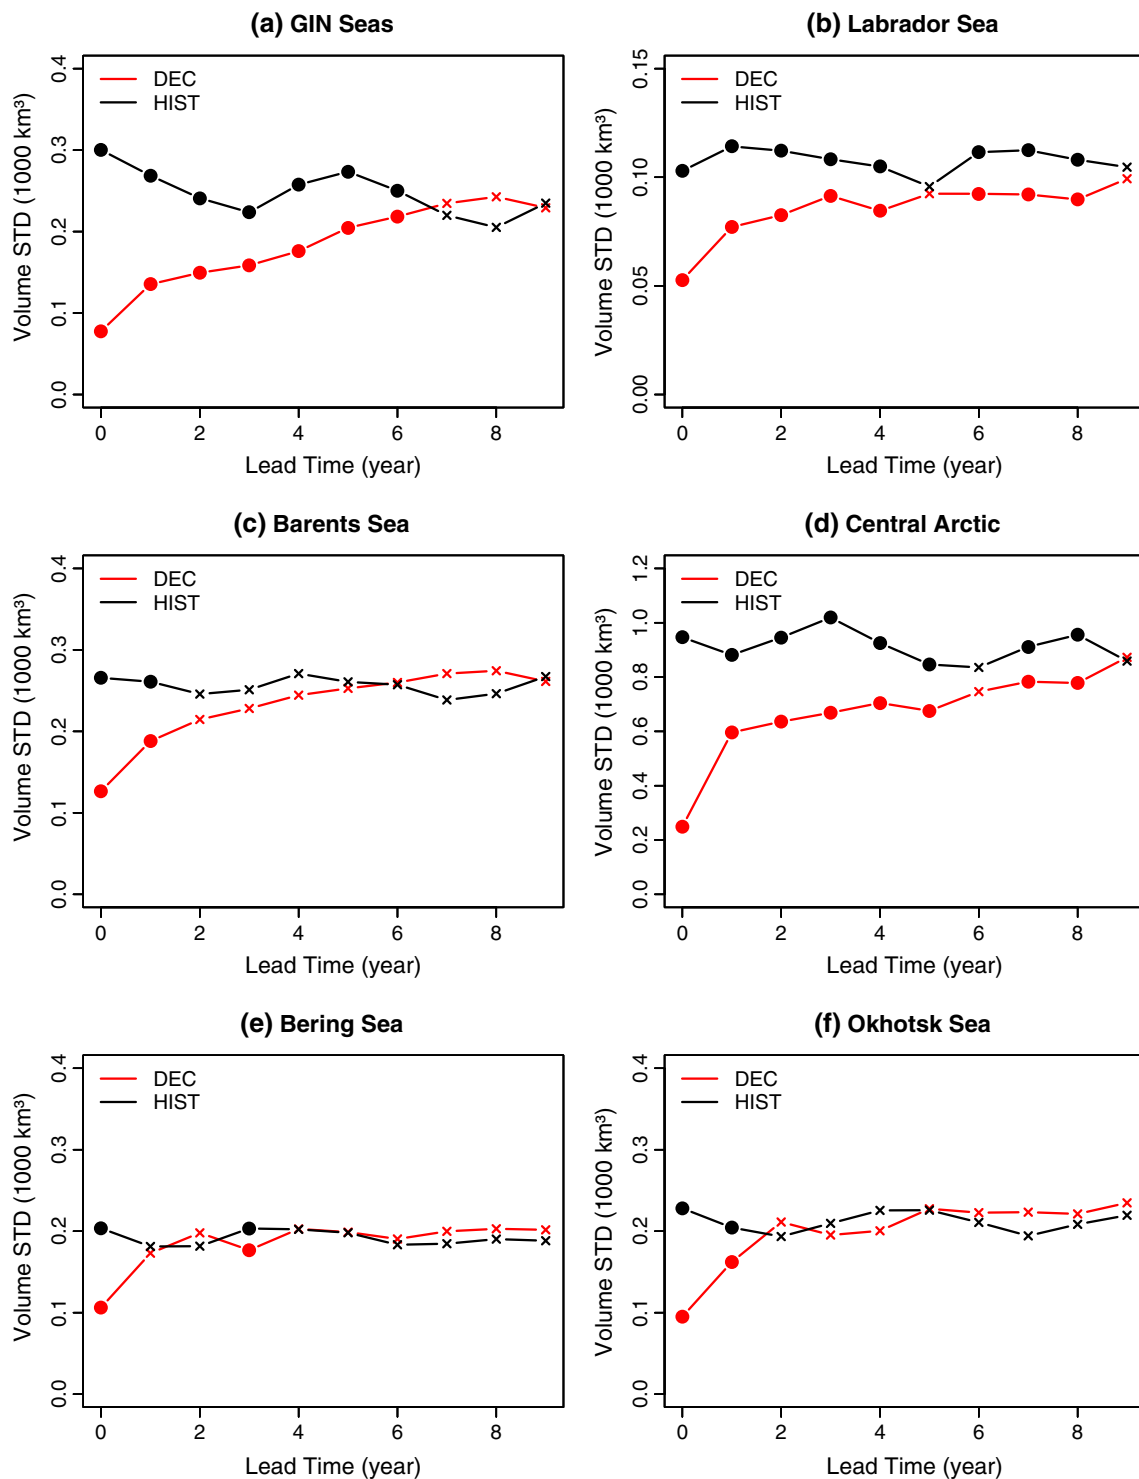 (a) GIN Seas
Volume STD (1000 km³)
0.4
0.3
0.2
0.1
0.0
DEC
HIST
0 2 4 6 8
Lead Time (year)
(b) Labrador Sea
Volume STD (1000 km³)
0.15
0.10
0.05
0.00
DEC
HIST
0 2 4 6 8
Lead Time (year)
(c) Barents Sea
Volume STD (1000 km³)
0.4
0.3
0.2
0.1
0.0
DEC
HIST
0 2 4 6 8
Lead Time (year)
(d) Central Arctic
Volume STD (1000 km³)
1.2
1.0
0.8
0.6
0.4
0.2
0.0
DEC
HIST
0 2 4 6 8
Lead Time (year)
(e) Bering Sea
Volume STD (1000 km³)
0.4
0.3
0.2
0.1
0.0
DEC
HIST
0 2 4 6 8
Lead Time (year)
(f) Okhotsk Sea
Volume STD (1000 km³)
0.4
0.3
0.2
0.1
0.0
DEC
HIST
0 2 4 6 8
Lead Time (year)